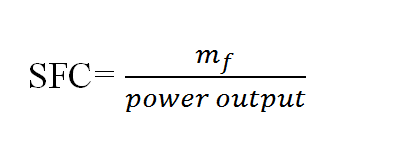 SFC= m_f / power output